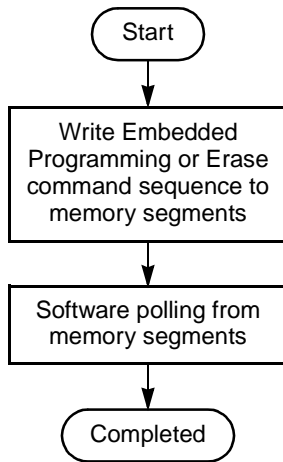 Start
Write Embedded
Programming or Erase
command sequence to
memory segments
Software polling from
memory segments
Completed